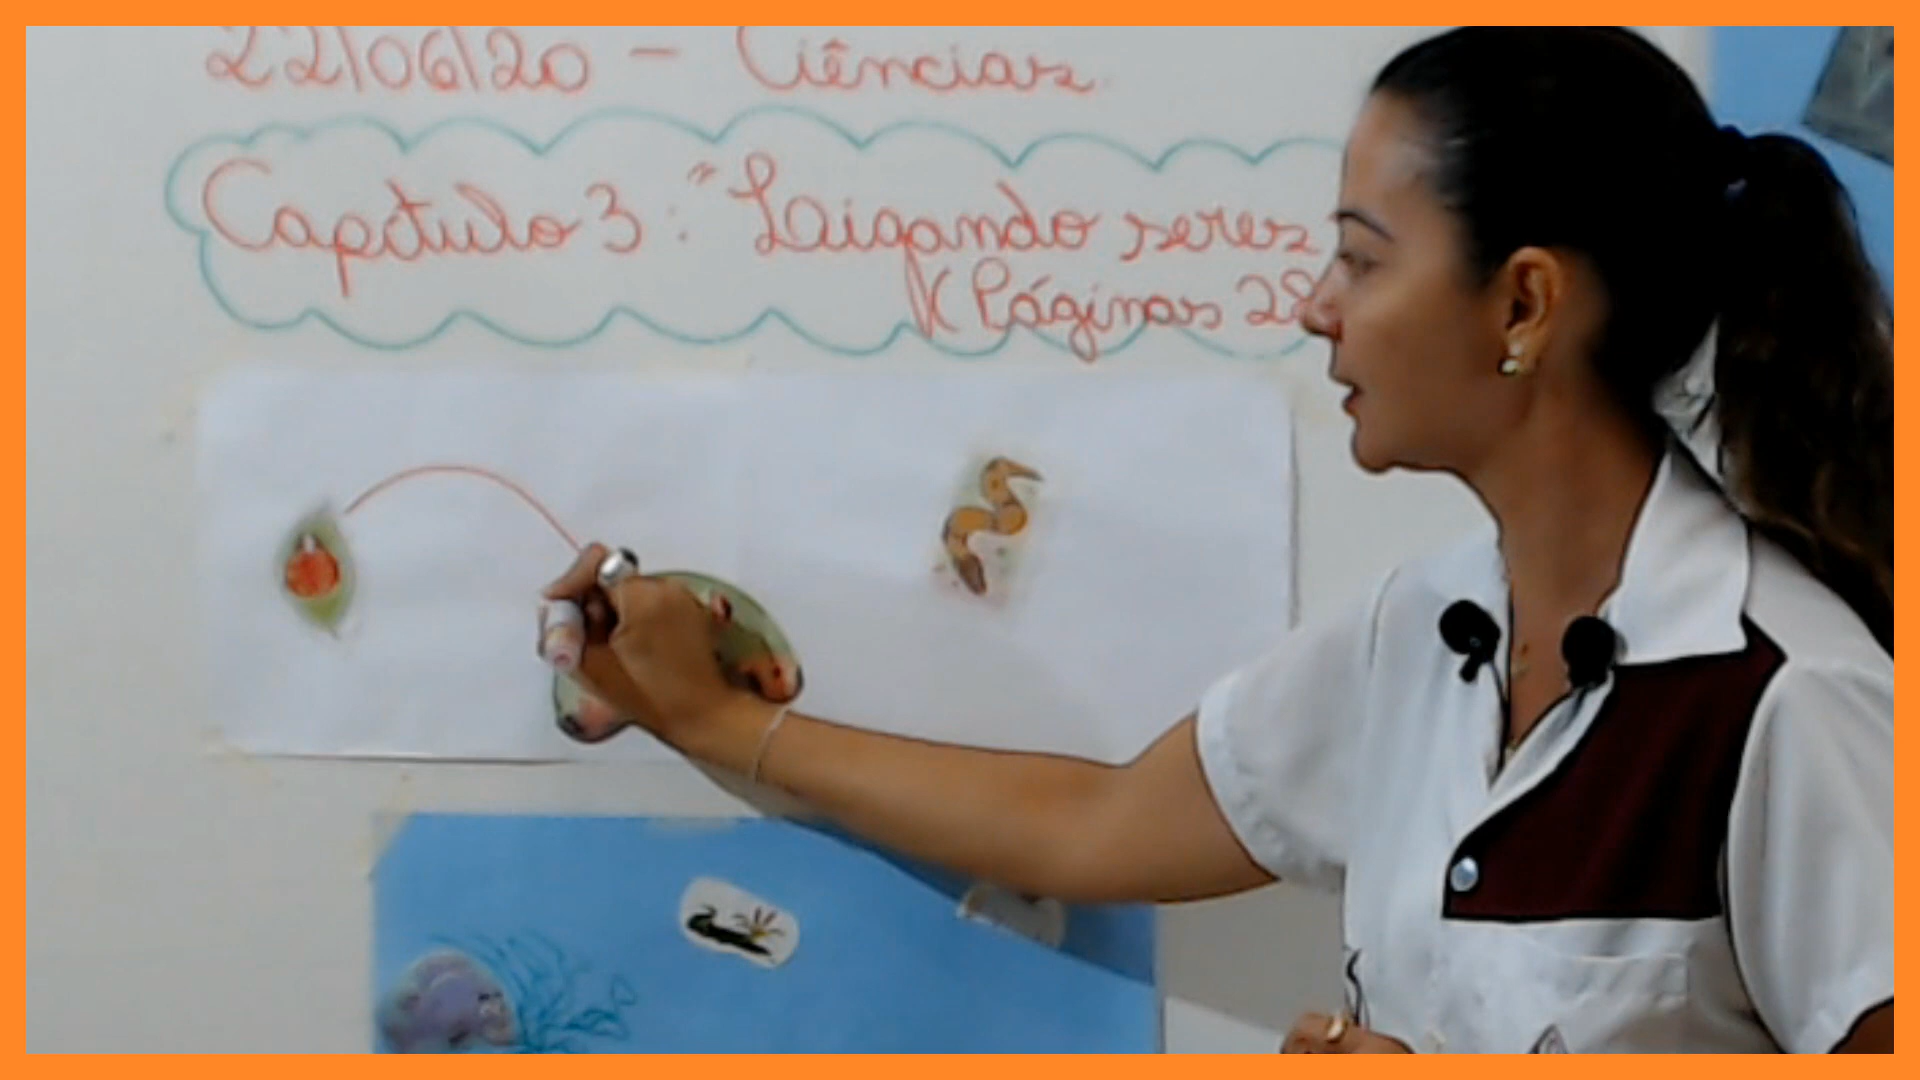 22/06/20 - Ciências.
Capítulo 3: "Ligando seres
(Páginas 28